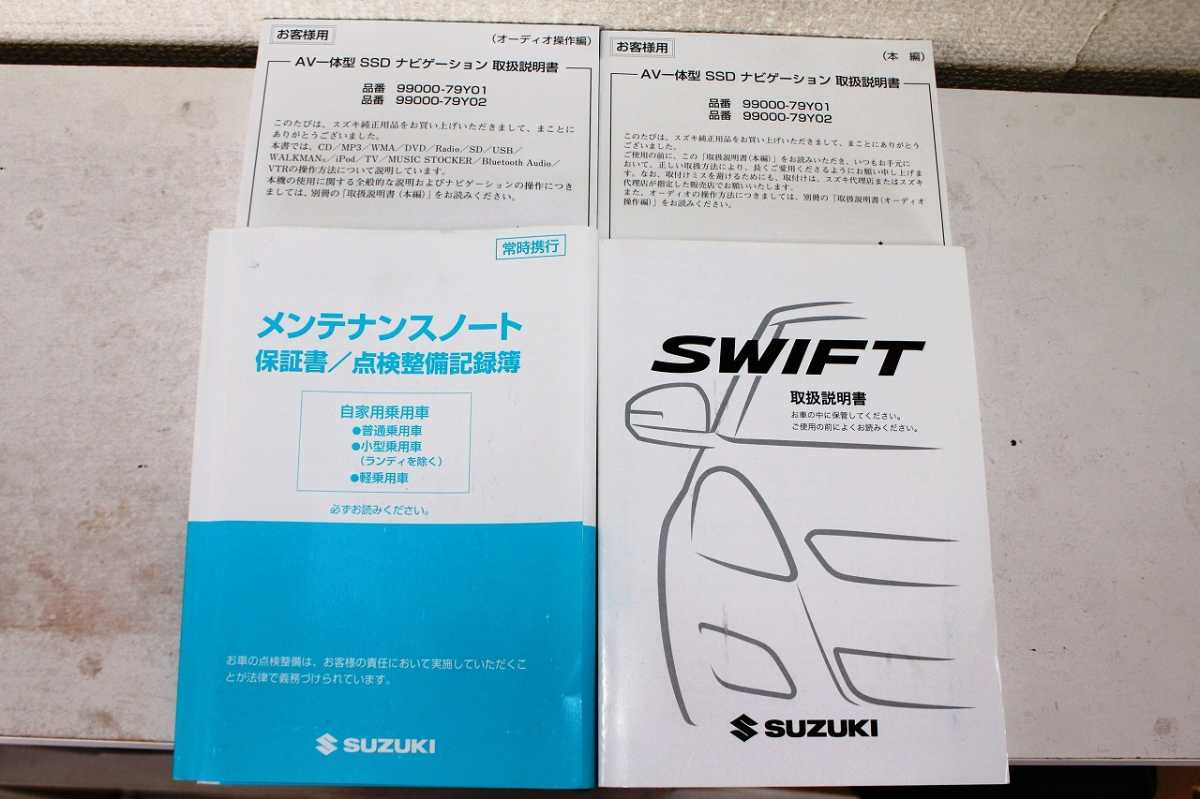 お客様用
（オーディオ操作編）
AV一体型 SSD ナビゲーション 取扱説明書
品番 99000-79Y01
品番 99000-79Y02
このたびは、スズキ純正用品をお買い上げいただきまして、まことに
ありがとうございました。
本書では、CD／MP3／WMA／DVD／Radio／SD／USB／
WALKMAN®／iPod／TV／MUSIC STOCKER／Bluetooth Audio／
VTRの操作方法について説明しています。
本機の使用に関する全般的な説明およびナビゲーションの操作につき
ましては、別冊の「取扱説明書（本編）」をお読みください。
お客様用
（本 編）
AV一体型 SSD ナビゲーション 取扱説明書
品番 99000-79Y01
品番 99000-79Y02
このたびは、スズキ純正用品をお買い上げいただきまして、まことにありがとう
ございました。
ご使用の前に、この「取扱説明書（本編）」をお読みいただき、いつもお手元に
おいて、正しい取扱方法により、長くご愛用くださるようにお願い申し上げま
す。なお、取付けミスを避けるためにも、取付けは、スズキ代理店またはスズキ
代理店が指定した販売店でお願いいたします。
また、オーディオの操作方法につきましては、別冊の「取扱説明書（オーディオ
操作編）」をお読みください。
常時携行
メンテナンスノート
保証書／点検整備記録簿
自家用乗用車
●普通乗用車
●小型乗用車
（ランディを除く）
●軽乗用車
必ずお読みください。
お車の点検整備は、お客様の責任において実施していただくこ
とが法律で義務づけられています。
SUZUKI
SWIFT
取扱説明書
お車の中に保管してください。
ご使用の前によくお読みください。
SUZUKI